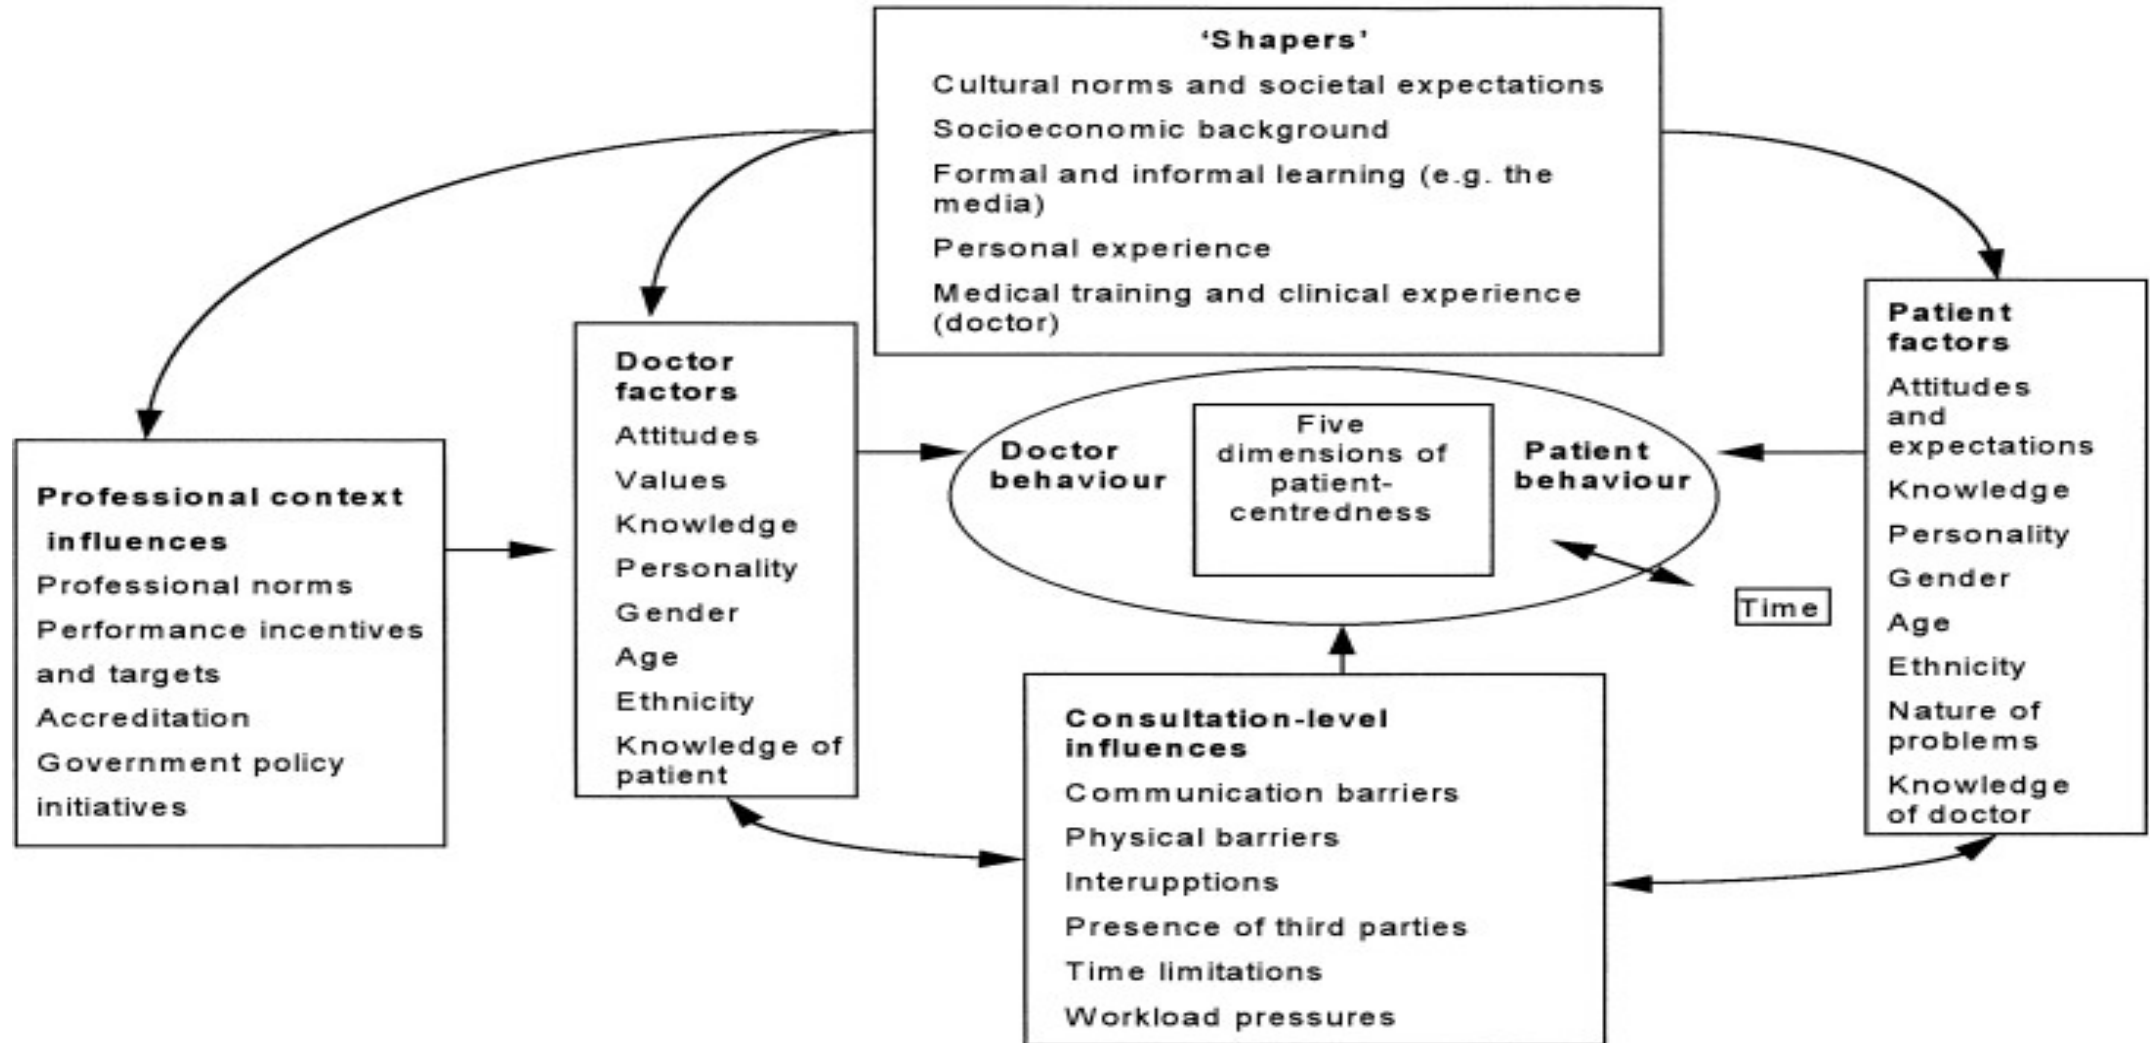 ‘Shapers’
Cultural norms and societal expectations
Socioeconomic background
Formal and informal learning (e.g. the
media)
Personal experience
Medical training and clinical experience
(doctor)
Professional context
influences
Professional norms
Performance incentives
and targets
Accreditation
Government policy
initiatives
Doctor
factors
Attitudes
Values
Knowledge
Personality
Gender
Age
Ethnicity
Knowledge of
patient
Doctor
behaviour
Five
dimensions of
patient-
centredness
Patient
behaviour
Time
Patient
factors
Attitudes
and
expectations
Knowledge
Personality
Gender
Age
Ethnicity
Nature of
problems
Knowledge
of doctor
Consultation-level
influences
Communication barriers
Physical barriers
Interupptions
Presence of third parties
Time limitations
Workload pressures